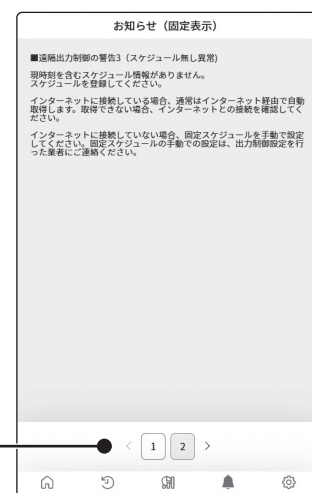 お知らせ（固定表示）
■遠隔出力制御の警告3（スケジュール無し異常)
現時刻を含むスケジュール情報がありません。
スケジュールを登録してください。
インターネットに接続している場合、通常はインターネット経由で自動
取得します。取得できない場合、インターネットとの接続を確認してく
ださい。
インターネットに接続していない場合、固定スケジュールを手動で設定
してください。固定スケジュールの手動での設定は、出力制御設定を行
った業者にご連絡ください。
1 2